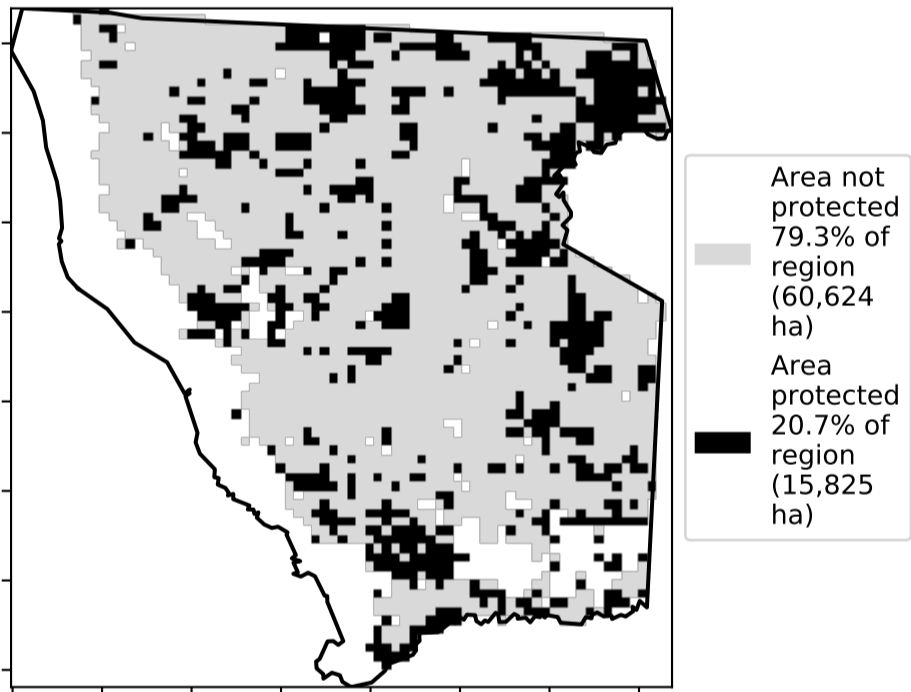 Area not
protected
79.3% of
region
(60,624
ha)
Area
protected
20.7% of
region
(15,825
ha)